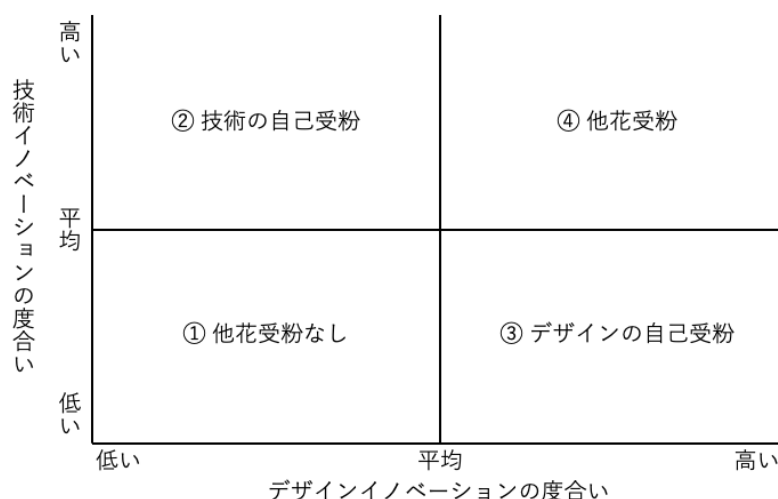 技術イノベーションの度合い
高い
② 技術の自己受粉
④ 他花受粉
平均
① 他花受粉なし
③ デザインの自己受粉
低い
低い
平均
高い
デザインイノベーションの度合い